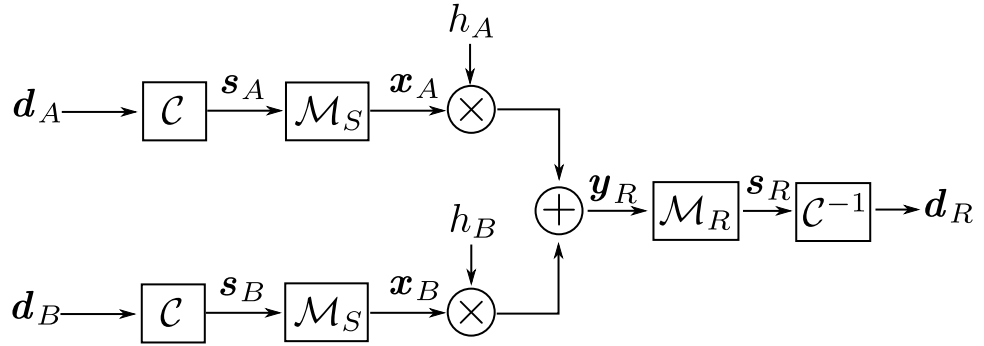 h_A
d_A C s_A M_S x_A
y_R M_R s_R C^{-1} d_R
h_B
d_B C s_B M_S x_B